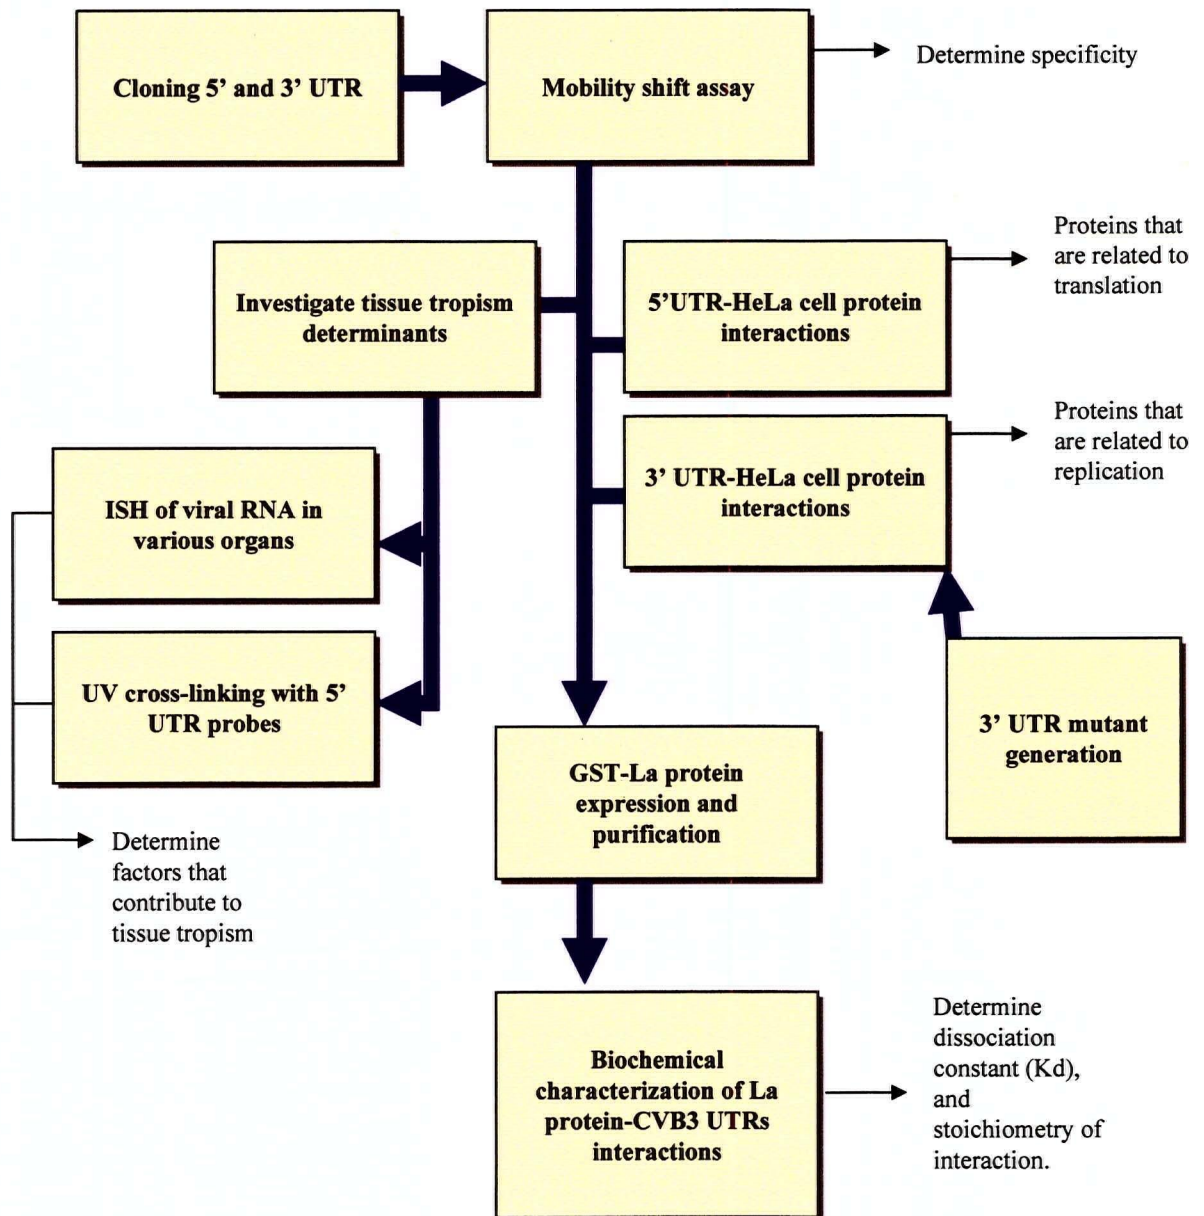 Cloning 5’ and 3’ UTR
Mobility shift assay
Determine specificity
Investigate tissue tropism
determinants
5’UTR-HeLa cell protein
interactions
Proteins that
are related to
translation
3’ UTR-HeLa cell protein
interactions
Proteins that
are related to
replication
ISH of viral RNA in
various organs
UV cross-linking with 5’
UTR probes
3’ UTR mutant
generation
Determine
factors that
contribute to
tissue tropism
GST-La protein
expression and
purification
Biochemical
characterization of La
protein-CVB3 UTRs
interactions
Determine
dissociation
constant (Kd),
and
stoichiometry of
interaction.